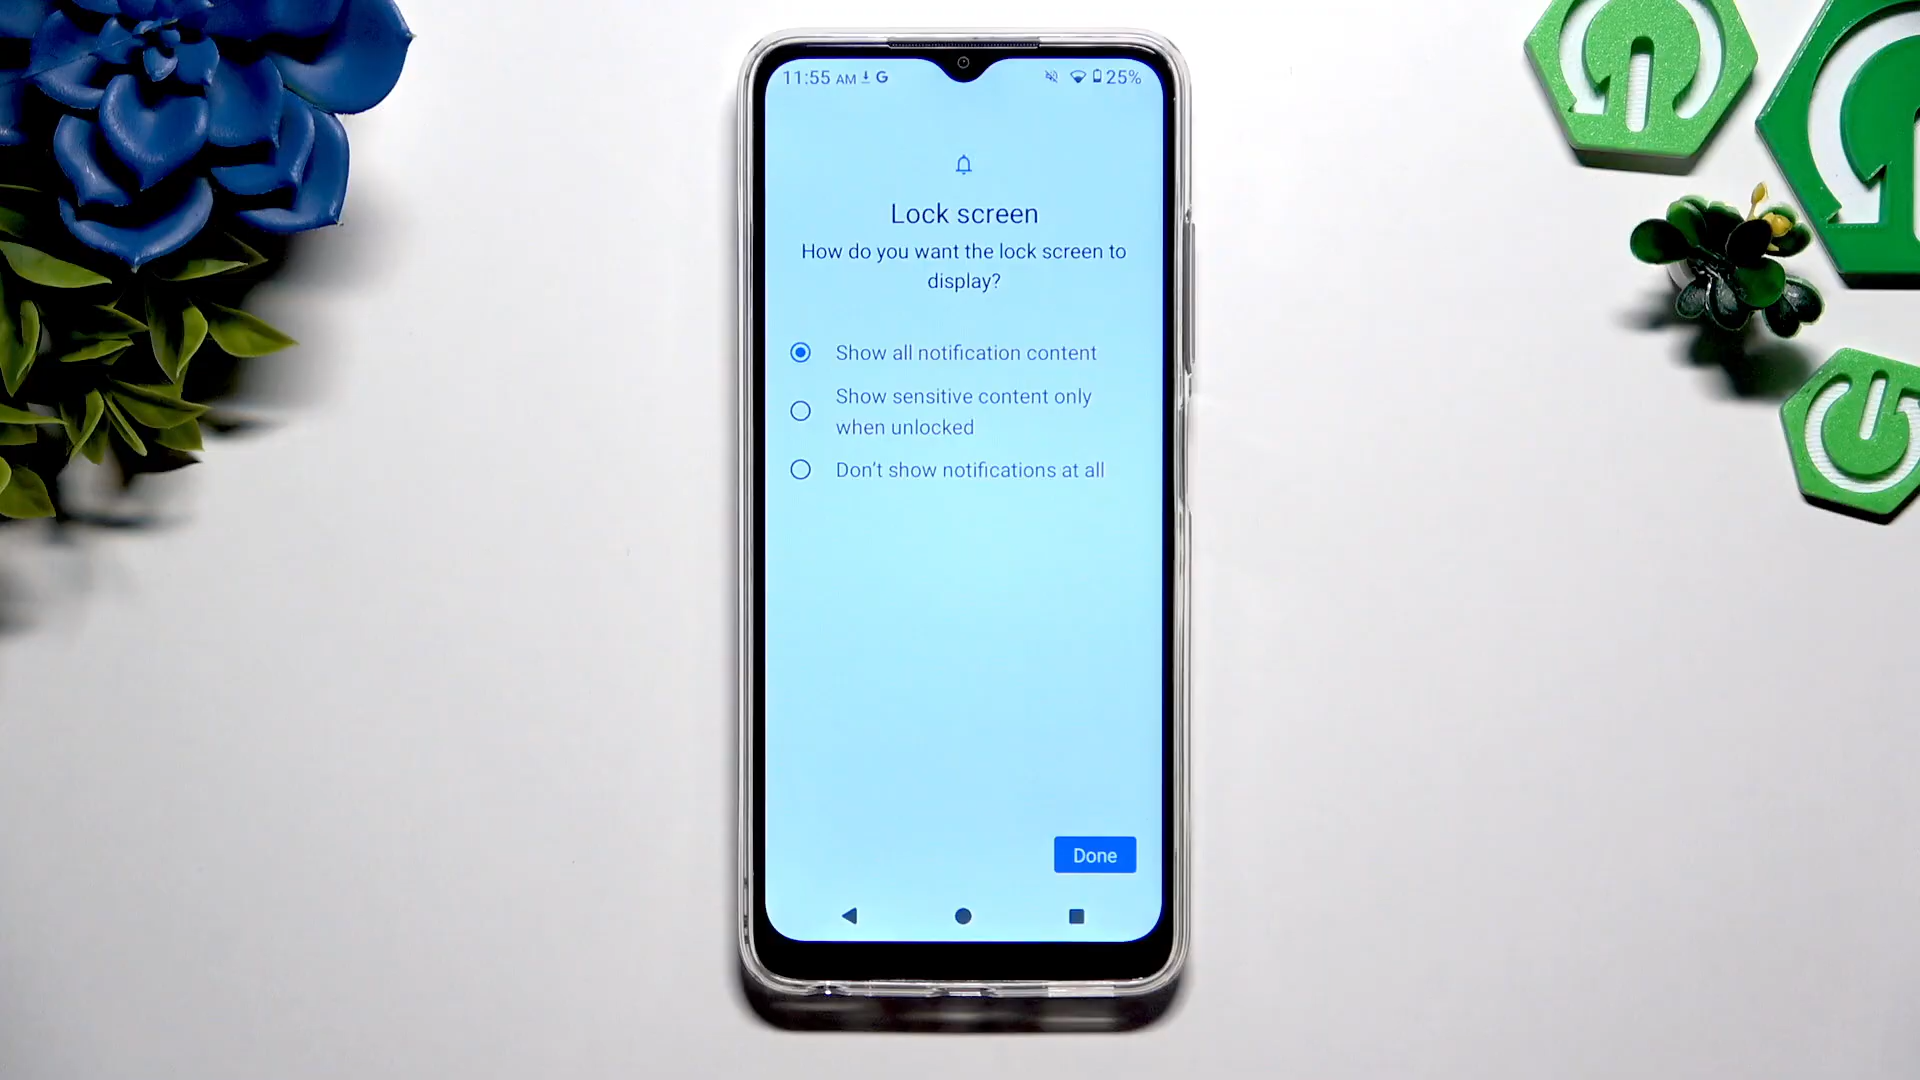 11:55 AM G 25%
Lock screen
How do you want the lock screen to
display?
Show all notification content
Show sensitive content only
when unlocked
Don't show notifications at all
Done